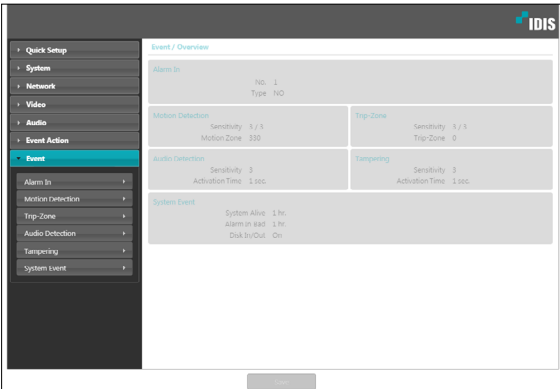 IDIS
Quick Setup
System
Network
Video
Audio
Event Action
Event
Alarm In
Motion Detection
Trip-Zone
Audio Detection
Tampering
System Event
Event / Overview
Alarm In
No. 1
Type NO
Motion Detection
Sensitivity 3 / 3
Motion Zone 330
Trip-Zone
Sensitivity 3 / 3
Trip-Zone 0
Audio Detection
Sensitivity 3
Activation Time 1 sec.
Tampering
Sensitivity 3
Activation Time 1 sec.
System Event
System Alive 1 hr.
Alarm In Bad 1 hr.
Disk In/Out On